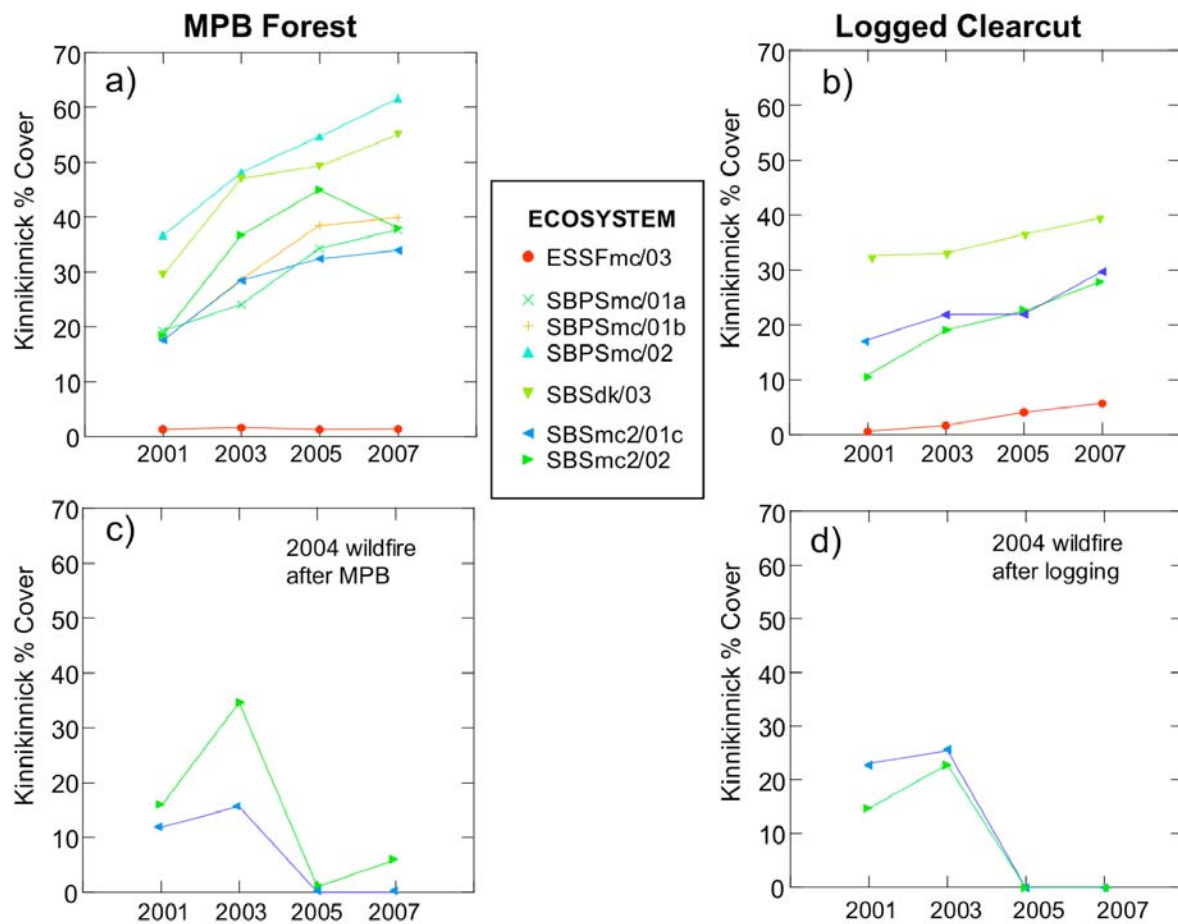 MPB Forest
Logged Clearcut
a)
Kinnikinnick % Cover
70
60
50
40
30
20
10
0
2001 2003 2005 2007
ECOSYSTEM
ESSFmc/03
SBPSmc/01a
SBPSmc/01b
SBPSmc/02
SBSdk/03
SBSmc2/01c
SBSmc2/02
b)
Kinnikinnick % Cover
70
60
50
40
30
20
10
0
2001 2003 2005 2007
c)
2004 wildfire
after MPB
Kinnikinnick % Cover
70
60
50
40
30
20
10
0
2001 2003 2005 2007
d)
2004 wildfire
after logging
Kinnikinnick % Cover
70
60
50
40
30
20
10
0
2001 2003 2005 2007